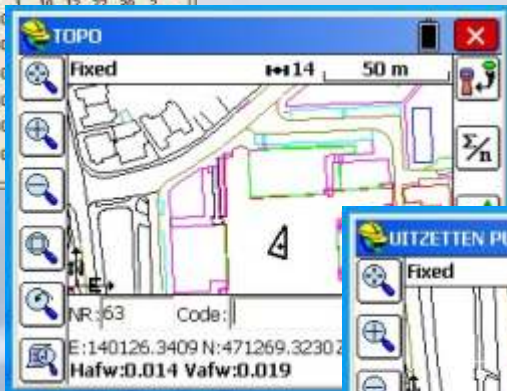 TOPO
Fixed 14 50 m
Σ/n
NR: 63 Code:
E:140126.3409 N:471269.3230 Z
Hafw:0.014 Vafw:0.019
UITZETTEN PU
Fixed